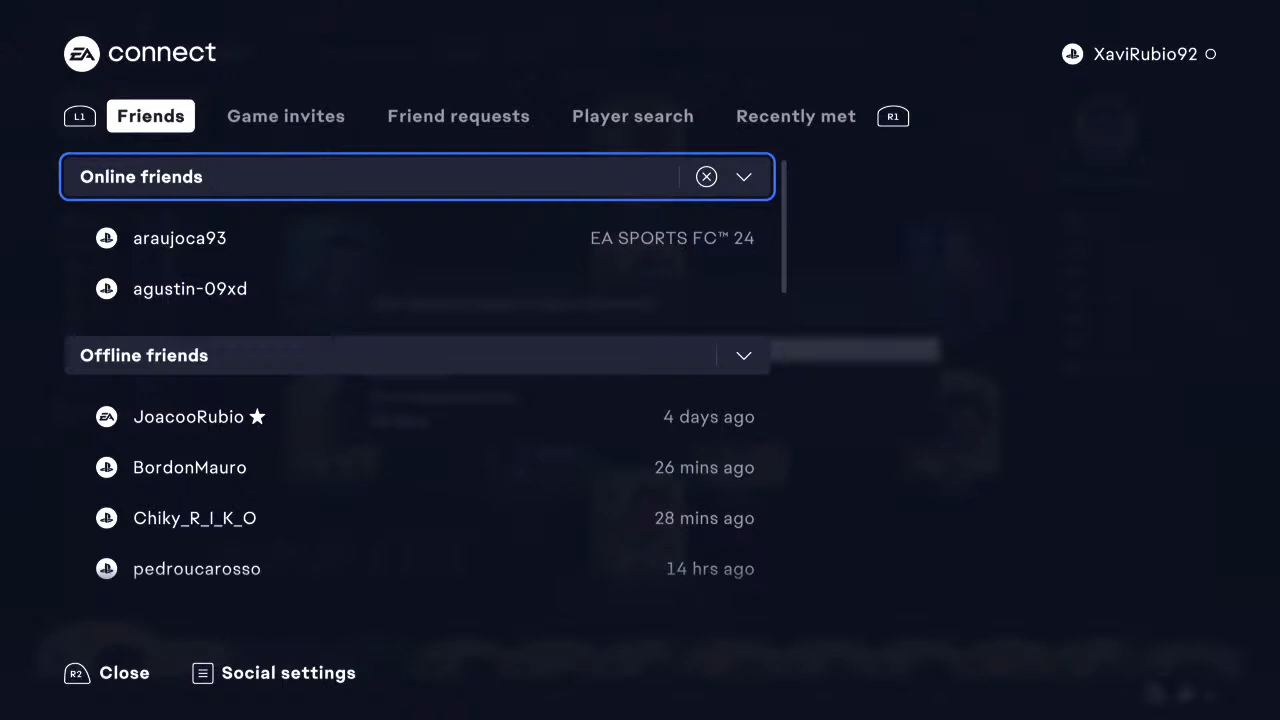 EA connect
XaviRubio92
L1 Friends Game invites Friend requests Player search Recently met R1
Online friends
araujoca93 EA SPORTS FC™ 24
agustin-09xd
Offline friends
EA JoacooRubio ★ 4 days ago
BordonMauro 26 mins ago
Chiky_R_I_K_O 28 mins ago
pedroucarosso 14 hrs ago
R2 Close Social settings